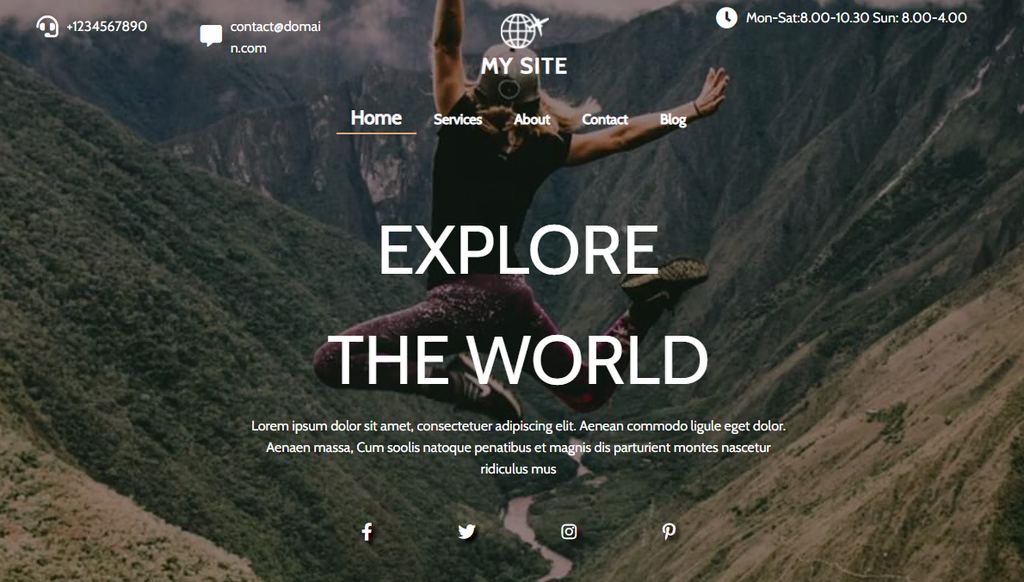 +1234567890
contact@domai
n.com
MY SITE
Mon-Sat:8.00-10.30 Sun: 8.00-4.00
Home Services About Contact Blog
EXPLORE
THE WORLD
Lorem ipsum dolor sit amet, consectetuer adipiscing elit. Aenean commodo ligule eget dolor.
Aenaen massa, Cum soolis natoque penatibus et magnis dis parturient montes nascetur
ridiculus mus